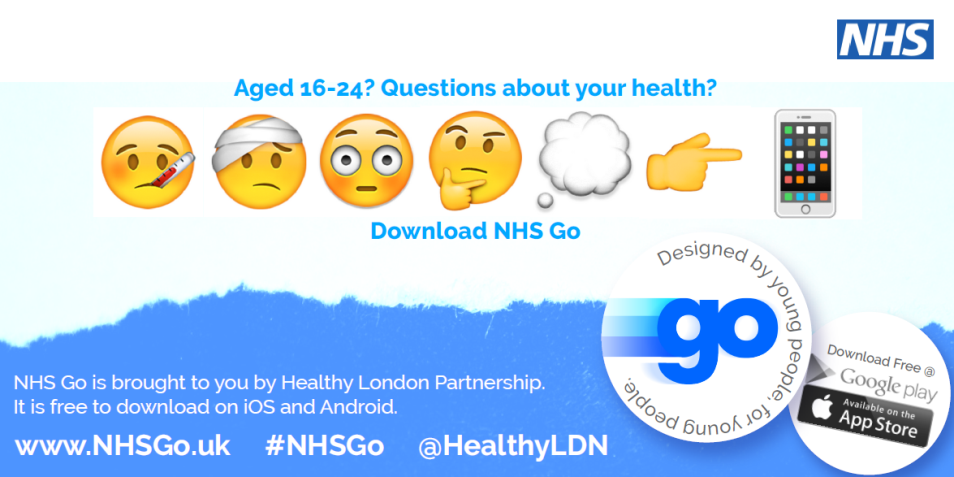 NHS
Aged 16-24? Questions about your health?
Download NHS Go
Designed by young people, for young people.
go
Download Free @
Google play
Available on the
App Store
NHS Go is brought to you by Healthy London Partnership.
It is free to download on iOS and Android.
www.NHSGo.uk #NHSGo @HealthyLDN